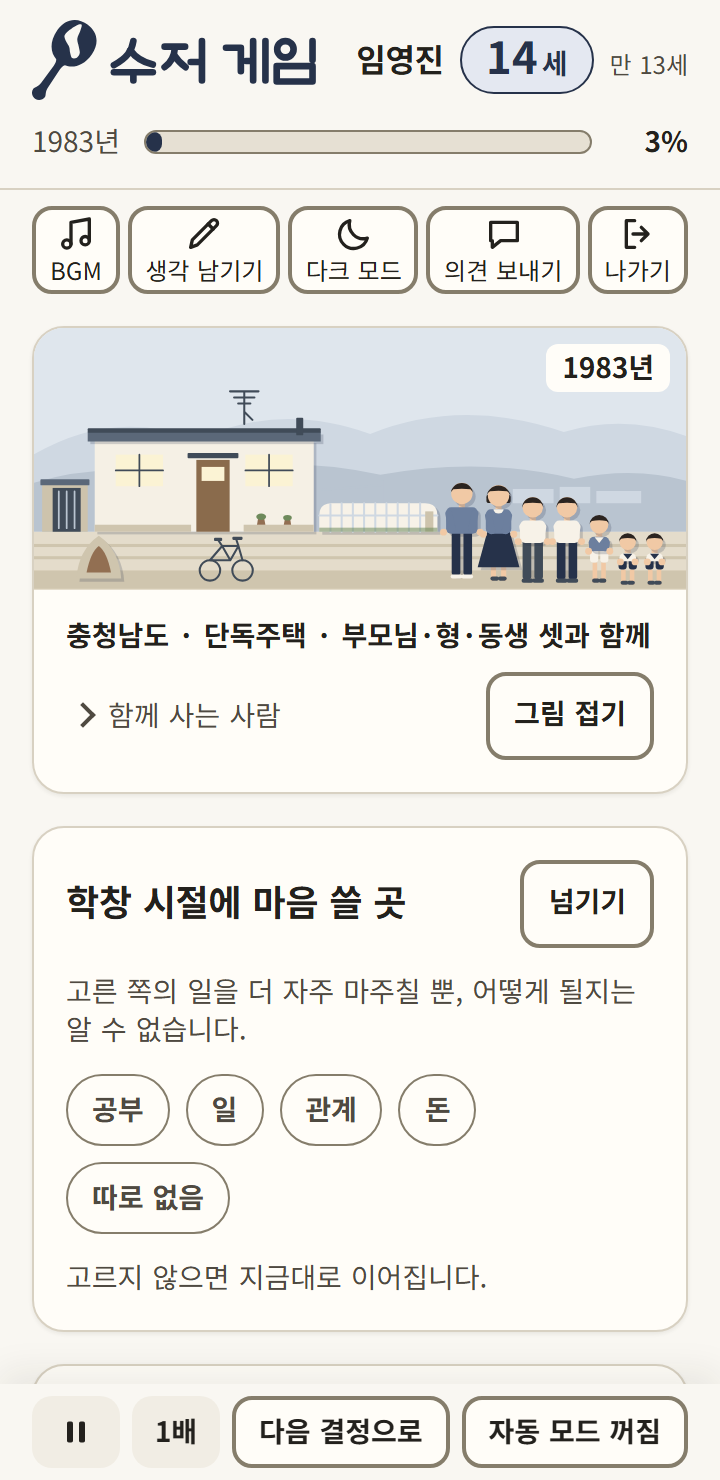 수저 게임
임영진
14세
만 13세
1983년
3%
BGM
생각 남기기
다크 모드
의견 보내기
나가기
1983년
충청남도 · 단독주택 · 부모님·형·동생 셋과 함께
함께 사는 사람
그림 접기
학창 시절에 마음 쓸 곳
넘기기
고른 쪽의 일을 더 자주 마주칠 뿐, 어떻게 될지는
알 수 없습니다.
공부
일
관계
돈
따로 없음
고르지 않으면 지금대로 이어집니다.
1배
다음 결정으로
자동 모드 꺼짐